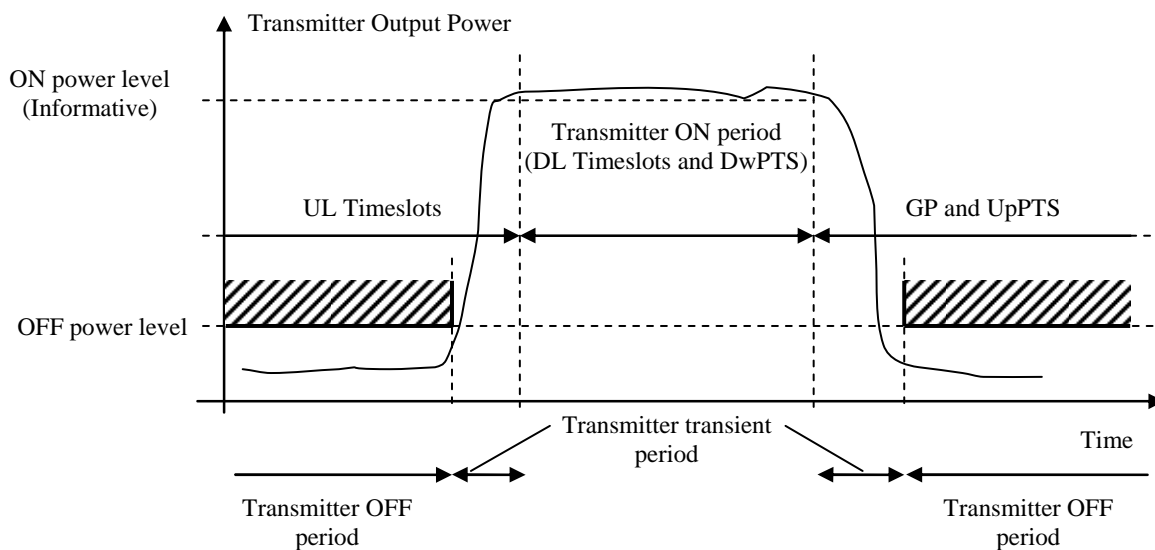 Transmitter Output Power
ON power level
(Informative)
Transmitter ON period
(DL Timeslots and DwPTS)
UL Timeslots
GP and UpPTS
OFF power level
Transmitter transient
period
Time
Transmitter OFF
period
Transmitter OFF
period